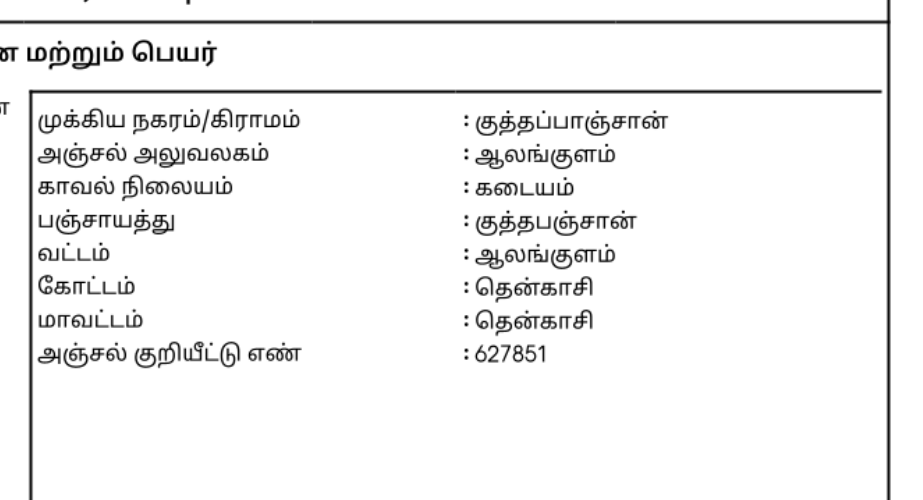 மற்றும் பெயர்
முக்கிய நகரம்/கிராமம் : குத்தப்பாஞ்சான்
அஞ்சல் அலுவலகம் : ஆலங்குளம்
காவல் நிலையம் : கடையம்
பஞ்சாயத்து : குத்தபஞ்சான்
வட்டம் : ஆலங்குளம்
கோட்டம் : தென்காசி
மாவட்டம் : தென்காசி
அஞ்சல் குறியீட்டு எண் : 627851